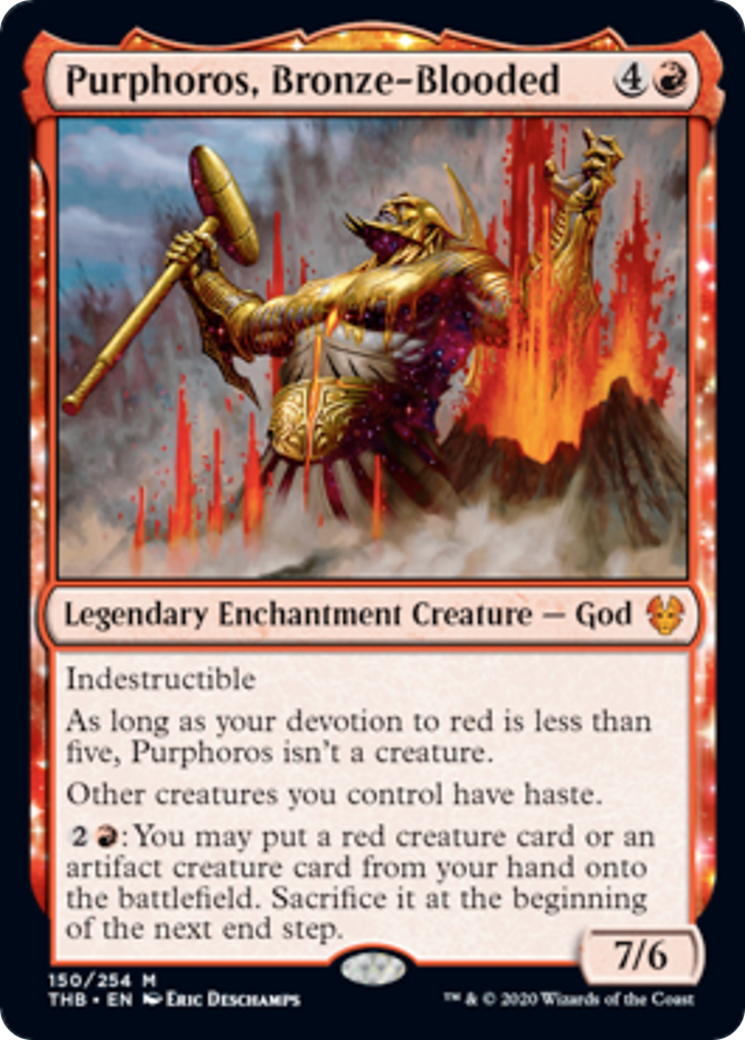 Purphoros, Bronze-Blooded 4
Legendary Enchantment Creature — God
Indestructible
As long as your devotion to red is less than
five, Purphoros isn't a creature.
Other creatures you control have haste.
2 : You may put a red creature card or an
artifact creature card from your hand onto
the battlefield. Sacrifice it at the beginning
of the next end step.
7/6
150/254 M
THB • EN Eric Deschamps
™ & © 2020 Wizards of the Coast